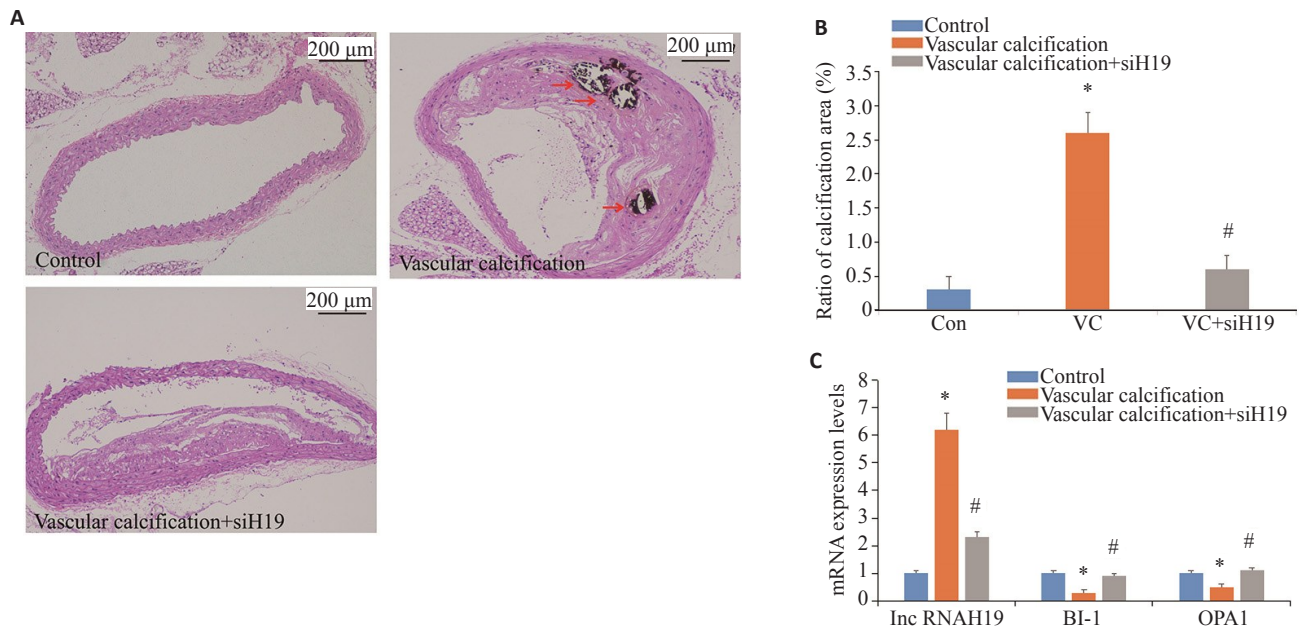 A
200 μm
Control
200 μm
Vascular calcification
200 μm
Vascular calcification+siH19
B
Control
Vascular calcification
Vascular calcification+siH19
Ratio of calcification area (%)
3.5
3.0
2.5
2.0
1.5
1.0
0.5
0
*
#
Con VC VC+siH19
C
Control
Vascular calcification
Vascular calcification+siH19
mRNA expression levels
8
7
6
5
4
3
2
1
0
*
#
*
#
*
#
lnc RNAH19 BI-1 OPA1